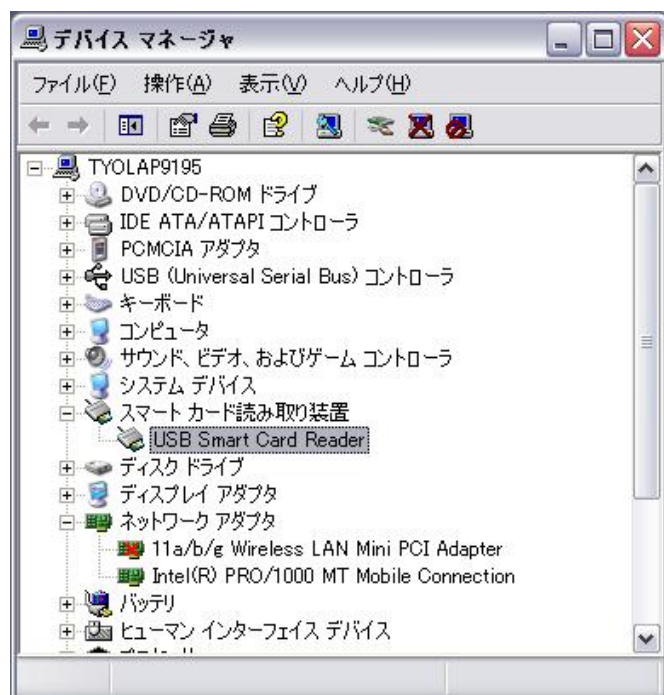 デバイス マネージャ
ファイル(F) 操作(A) 表示(V) ヘルプ(H)
TYOLAP9195
DVD/CD-ROM ドライブ
IDE ATA/ATAPI コントローラ
PCMCIA アダプタ
USB (Universal Serial Bus) コントローラ
キーボード
コンピュータ
サウンド、ビデオ、およびゲーム コントローラ
システム デバイス
スマート カード読み取り装置
USB Smart Card Reader
ディスク ドライブ
ディスプレイ アダプタ
ネットワーク アダプタ
11a/b/g Wireless LAN Mini PCI Adapter
Intel(R) PRO/1000 MT Mobile Connection
バッテリ
ヒューマン インターフェイス デバイス